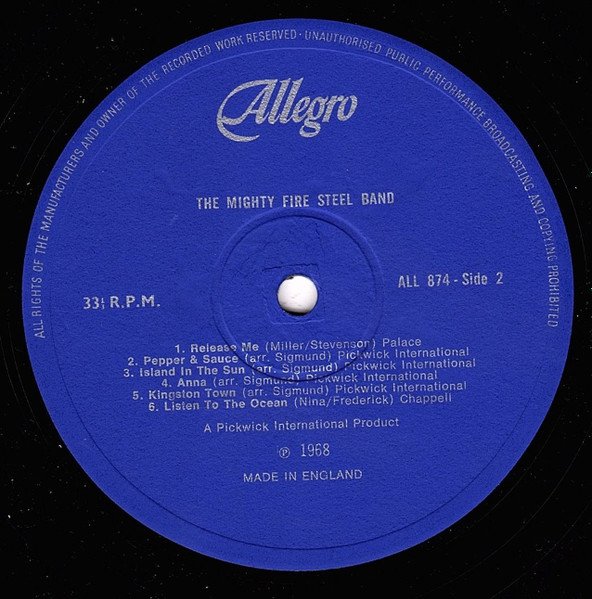 ALL RIGHTS OF THE MANUFACTURERS AND OWNER OF THE RECORDED WORK RESERVED · UNAUTHORISED PUBLIC PERFORMANCE BROADCASTING AND COPYING PROHIBITED
Allegro
THE MIGHTY FIRE STEEL BAND
ALL 874 - Side 2
33⅓ R.P.M.
1. Release Me (Miller/Stevenson) Palace
2. Pepper & Sauce (arr. Sigmund) Pickwick International
3. Island In The Sun (arr. Sigmund) Pickwick International
4. Anna (arr. Sigmund) Pickwick International
5. Kingston Town (arr. Sigmund) Pickwick International
6. Listen To The Ocean (Nina/Frederick) Chappell
A Pickwick International Product
℗ 1968
MADE IN ENGLAND